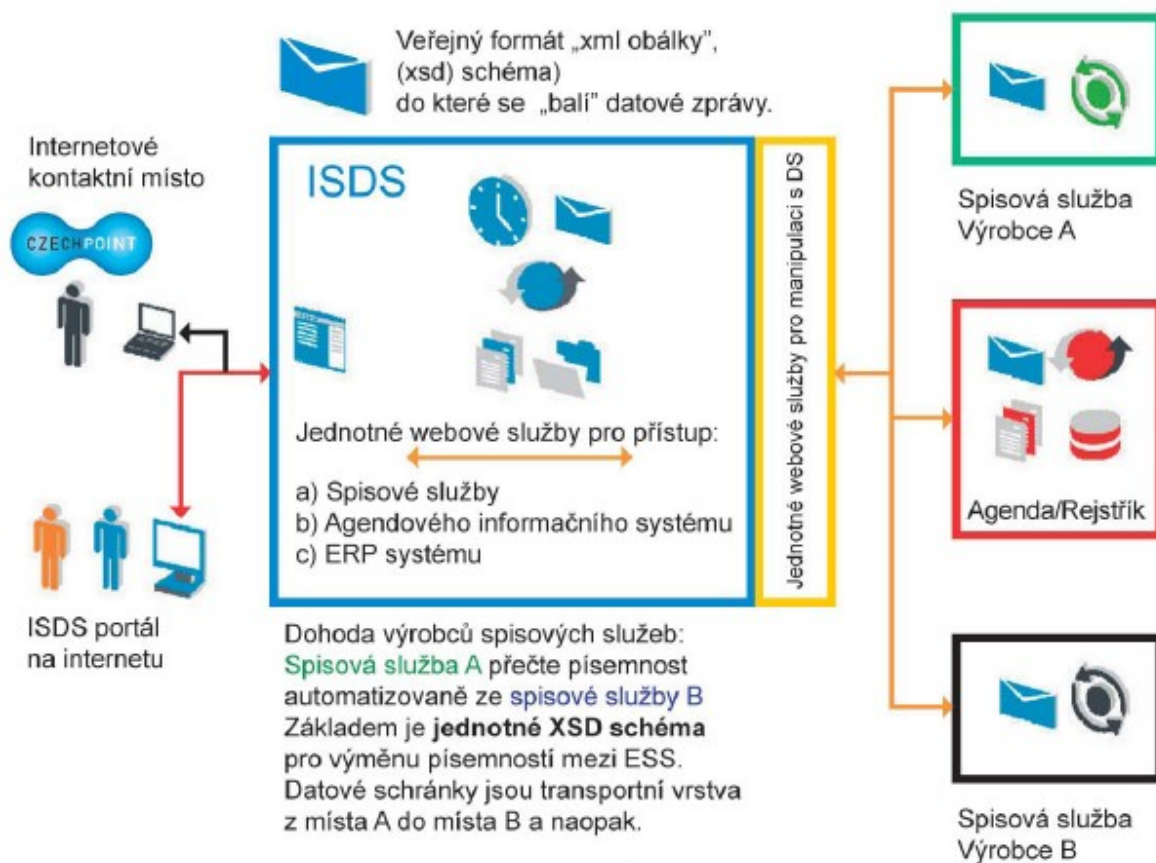 Veřejný formát „xml obálky”,
(xsd) schéma)
do které se „balí” datové zprávy.
Internetové
kontaktní místo
CZECHPOINT
ISDS portál
na internetu
ISDS
Jednotné webové služby pro přístup:
a) Spisové služby
b) Agendového informačního systému
c) ERP systému
Jednotné webové služby pro manipulaci s DS
Dohoda výrobců spisových služeb:
Spisová služba A přečte písemnost
automatizovaně ze spisové služby B
Základem je jednotné XSD schéma
pro výměnu písemností mezi ESS.
Datové schránky jsou transportní vrstva
z místa A do místa B a naopak.
Spisová služba
Výrobce A
Agenda/Rejstřík
Spisová služba
Výrobce B